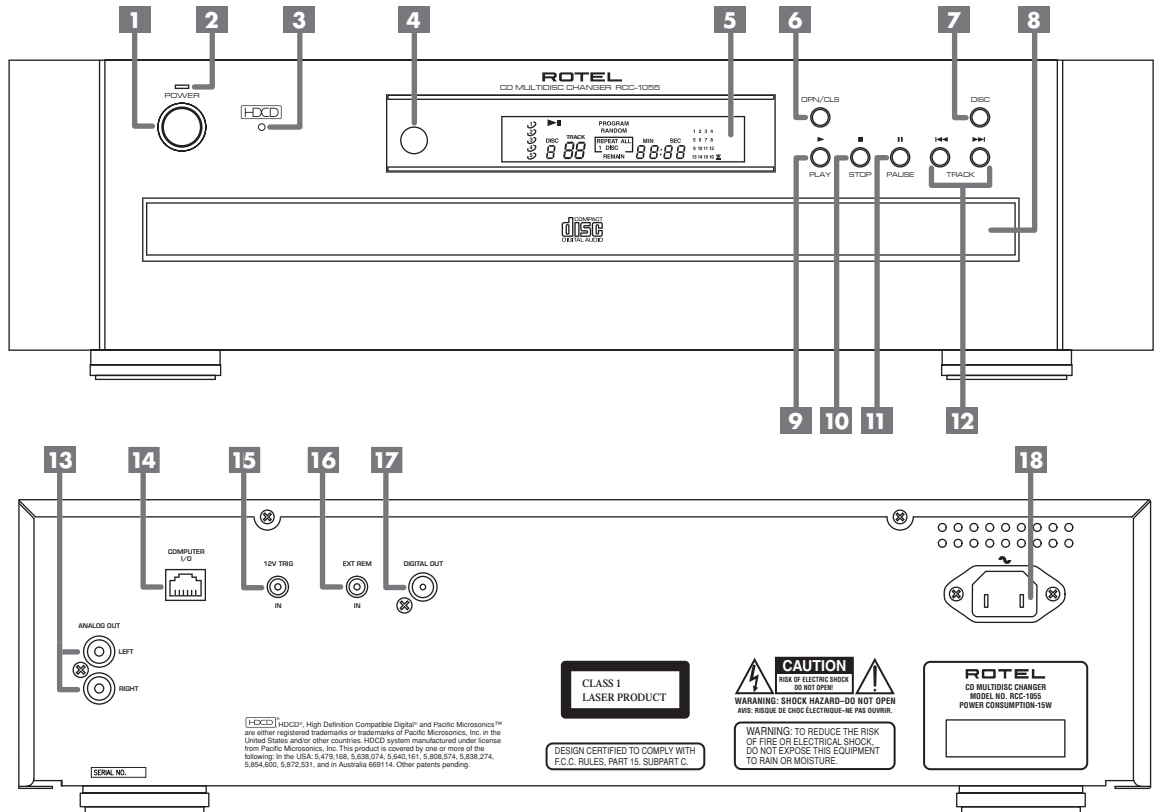 1 2 3 4 5 6 7 8
ROTEL
CD MULTIDISC CHANGER RCC-1055
POWER
HDCD
OPN/CLS
DISC
PROGRAM
RANDOM
DISC TRACK
REPEAT ALL
1 DISC
REMAIN
MIN SEC
8 88 88:88
1 2 3 4
5 6 7 8
9 10 11 12
13 14 15 16
PLAY STOP PAUSE TRACK
COMPACT
disc
DIGITAL AUDIO
9 10 11 12
13 14 15 16 17 18
COMPUTER
I/O
12V TRIG
IN
EXT REM
IN
DIGITAL OUT
ANALOG OUT
LEFT
RIGHT
CLASS 1
LASER PRODUCT
CAUTION
RISK OF ELECTRIC SHOCK
DO NOT OPEN!
WARANING: SHOCK HAZARD–DO NOT OPEN
AVIS: RISQUE DE CHOC ÉLECTRIQUE–NE PAS OUVRIR.
ROTEL
CD MULTIDISC CHANGER
MODEL NO. RCC-1055
POWER CONSUMPTION-15W
HDCD® HDCD®, High Definition Compatible Digital® and Pacific Microsonics™
are either registered trademarks or trademarks of Pacific Microsonics, Inc. in the
United States and/or other countries. HDCD system manufactured under license
from Pacific Microsonics, Inc. This product is covered by one or more of the
following: In the USA: 5,479,168, 5,638,074, 5,640,161, 5,808,574, 5,838,274,
5,854,600, 5,872,531, and in Australia 669114. Other patents pending.
DESIGN CERTIFIED TO COMPLY WITH
F.C.C. RULES, PART 15. SUBPART C.
WARNING: TO REDUCE THE RISK
OF FIRE OR ELECTRICAL SHOCK,
DO NOT EXPOSE THIS EQUIPMENT
TO RAIN OR MOISTURE.
SERIAL NO.